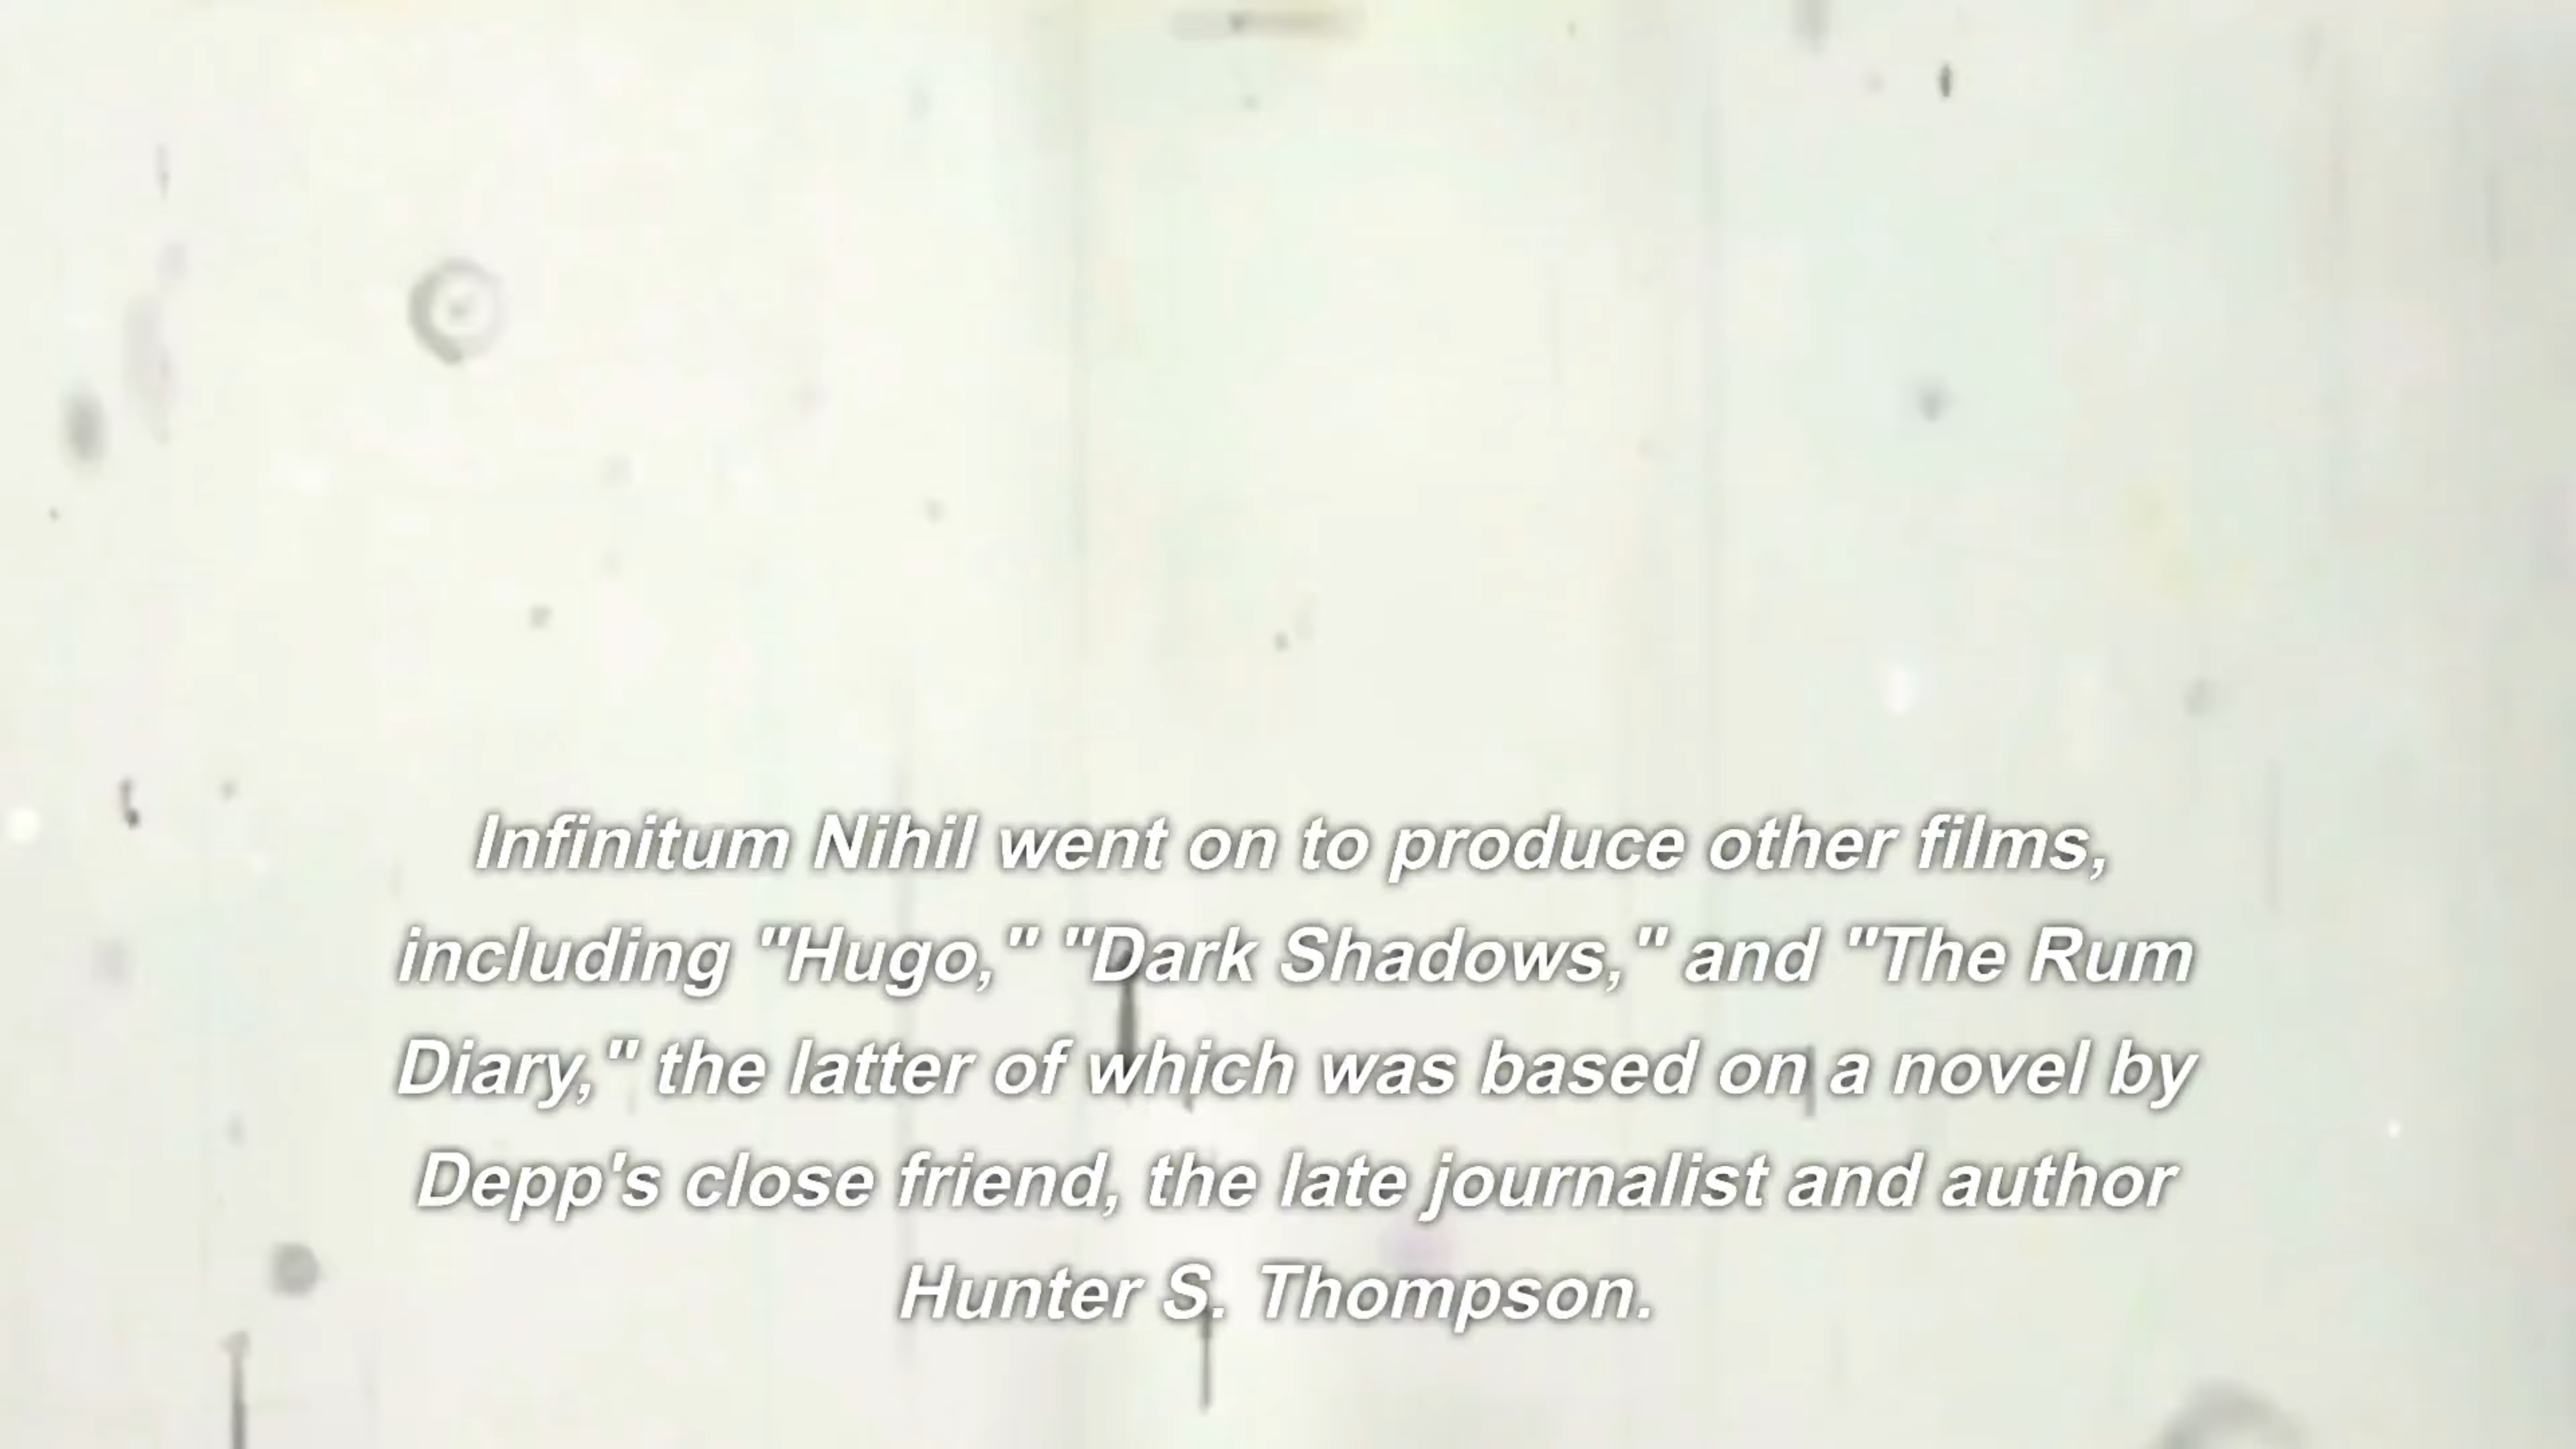 Infinitum Nihil went on to produce other films,
including "Hugo," "Dark Shadows," and "The Rum
Diary," the latter of which was based on a novel by
Depp's close friend, the late journalist and author
Hunter S. Thompson.